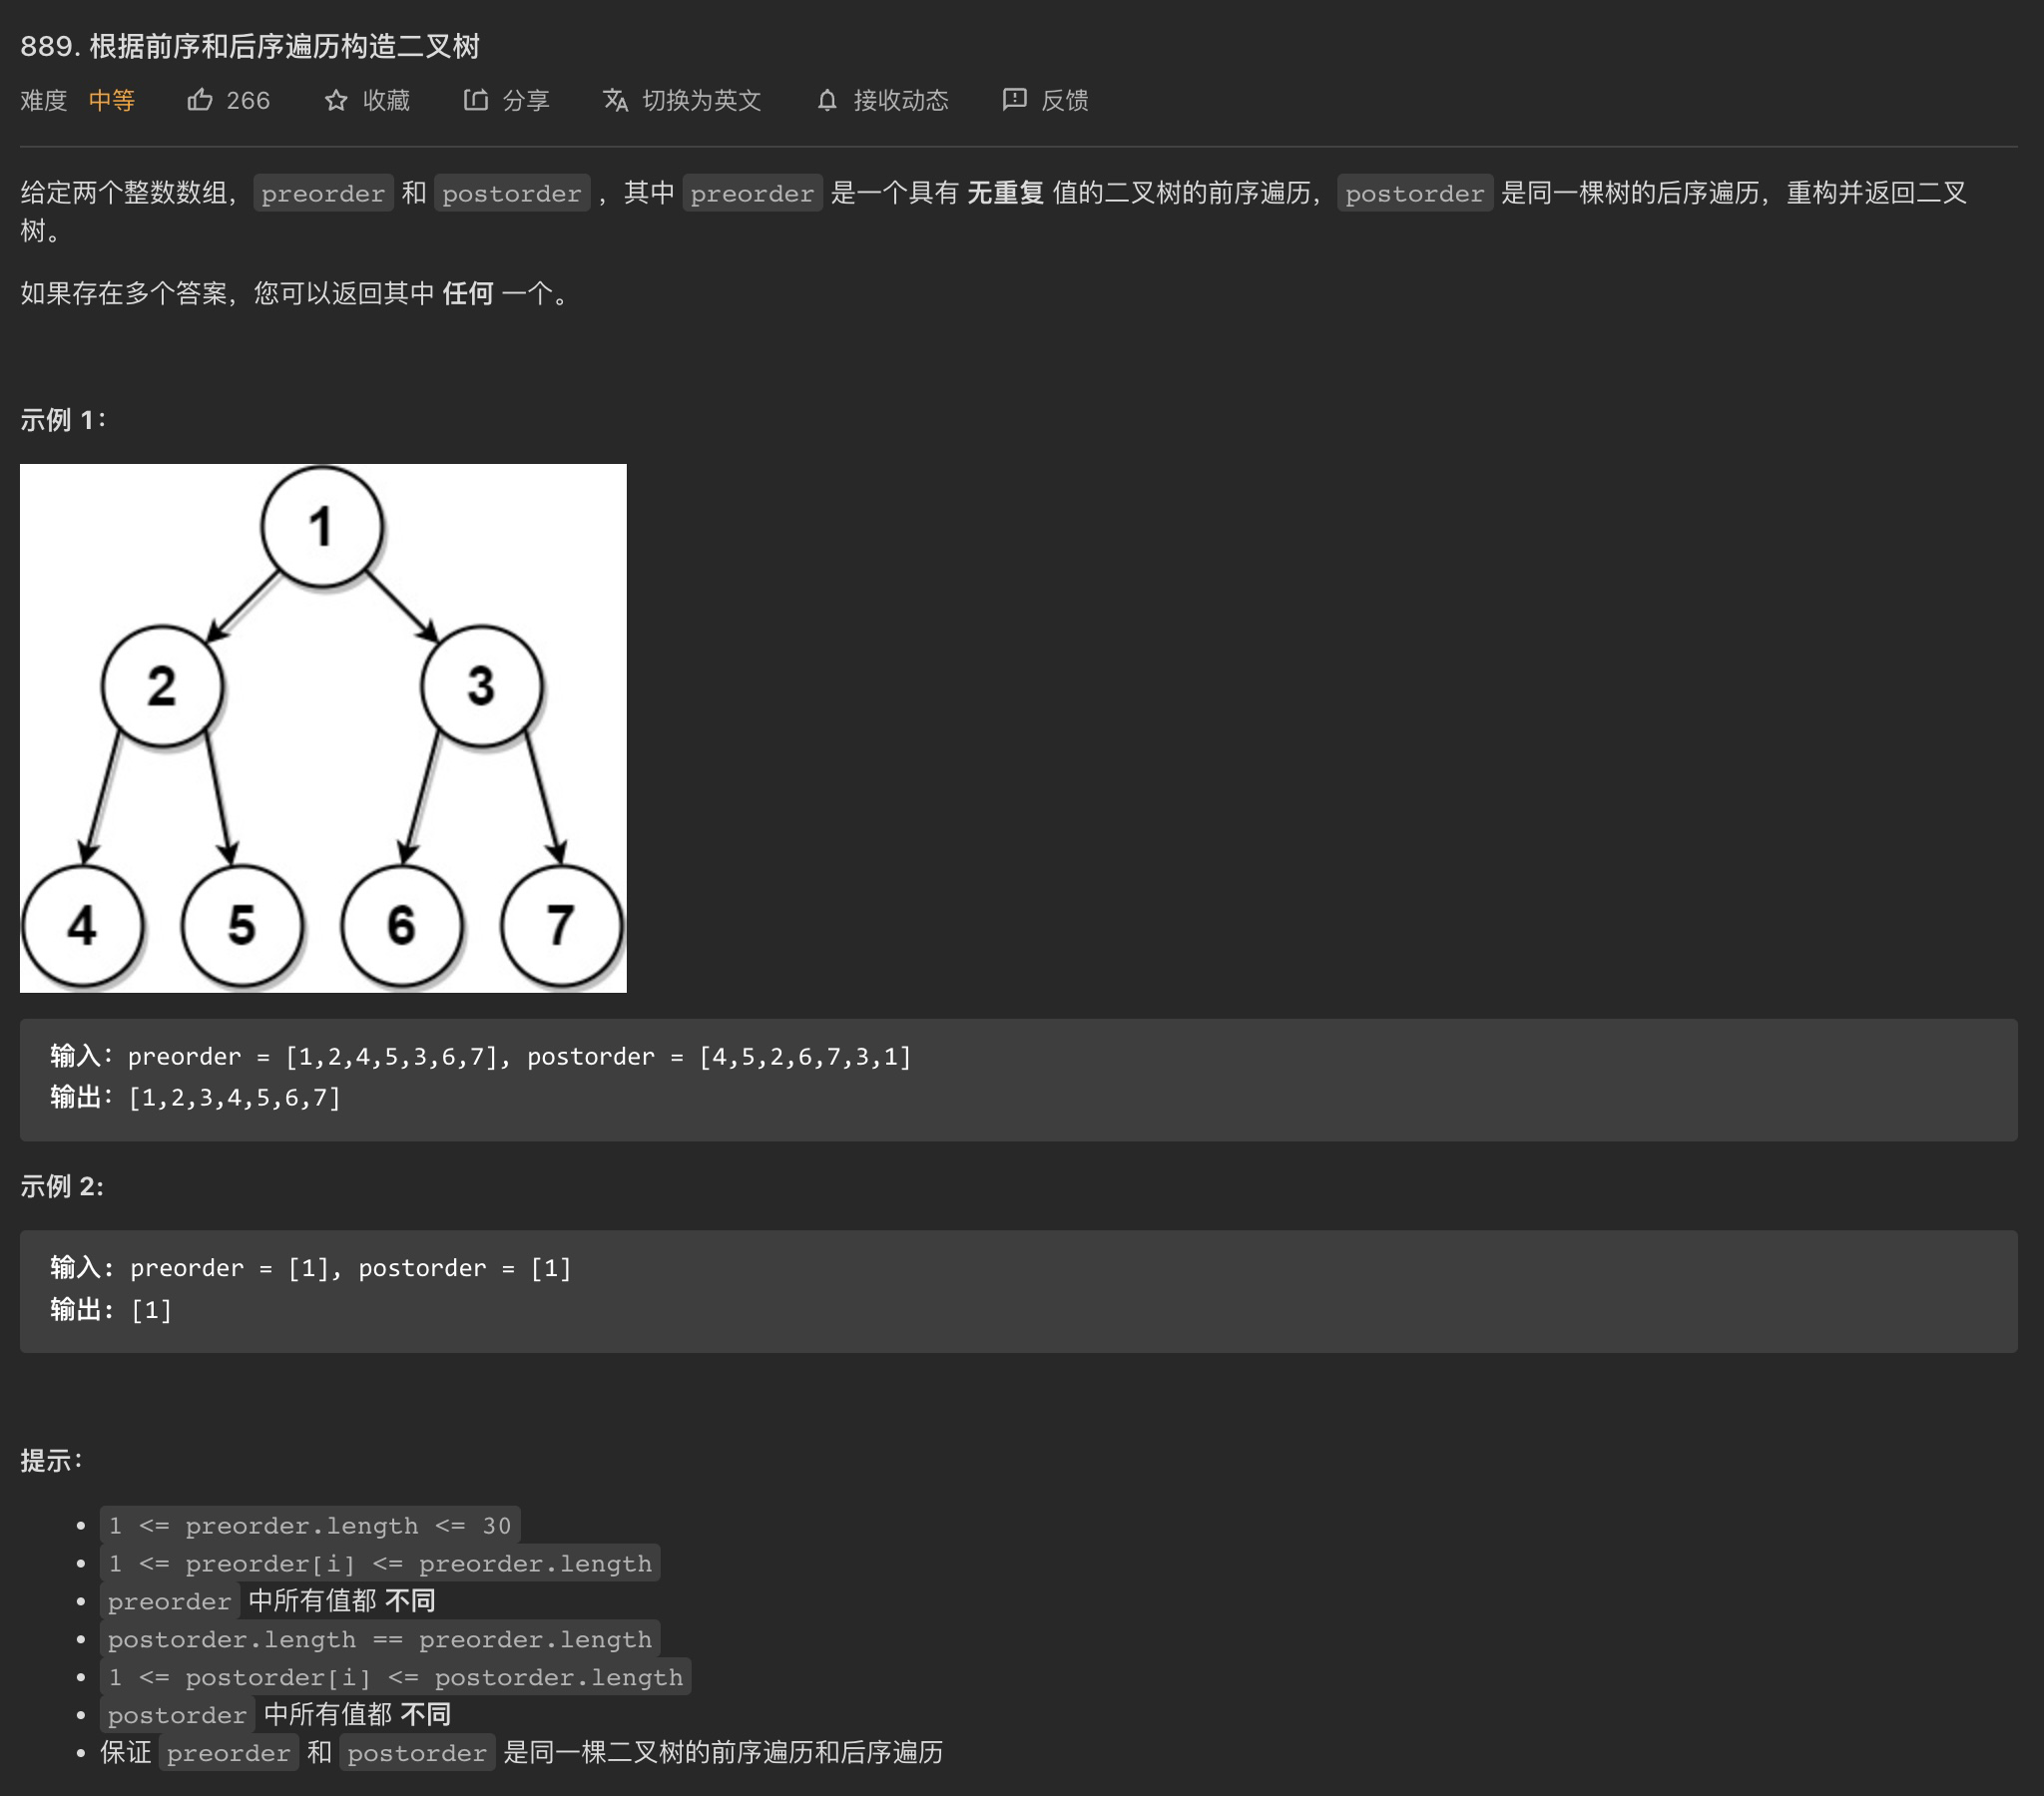 889. 根据前序和后序遍历构造二叉树
难度 中等 266 收藏 分享 切换为英文 接收动态 反馈
给定两个整数数组，preorder 和 postorder ，其中 preorder 是一个具有 无重复 值的二叉树的前序遍历，postorder 是同一棵树的后序遍历，重构并返回二叉
树。
如果存在多个答案，您可以返回其中 任何 一个。
示例 1：
1
2 3
4 5 6 7
输入：preorder = [1,2,4,5,3,6,7], postorder = [4,5,2,6,7,3,1]
输出：[1,2,3,4,5,6,7]
示例 2:
输入: preorder = [1], postorder = [1]
输出: [1]
提示：
1 <= preorder.length <= 30
1 <= preorder[i] <= preorder.length
preorder 中所有值都 不同
postorder.length == preorder.length
1 <= postorder[i] <= postorder.length
postorder 中所有值都 不同
保证 preorder 和 postorder 是同一棵二叉树的前序遍历和后序遍历